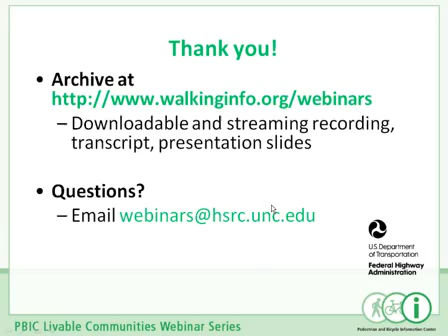 Thank you!
• Archive at
http://www.walkinginfo.org/webinars
– Downloadable and streaming recording,
transcript, presentation slides
• Questions?
– Email webinars@hsrc.unc.edu
U.S. Department
of Transportation
Federal Highway
Administration
PBIC Livable Communities Webinar Series
i
Pedestrian and Bicycle Information Center